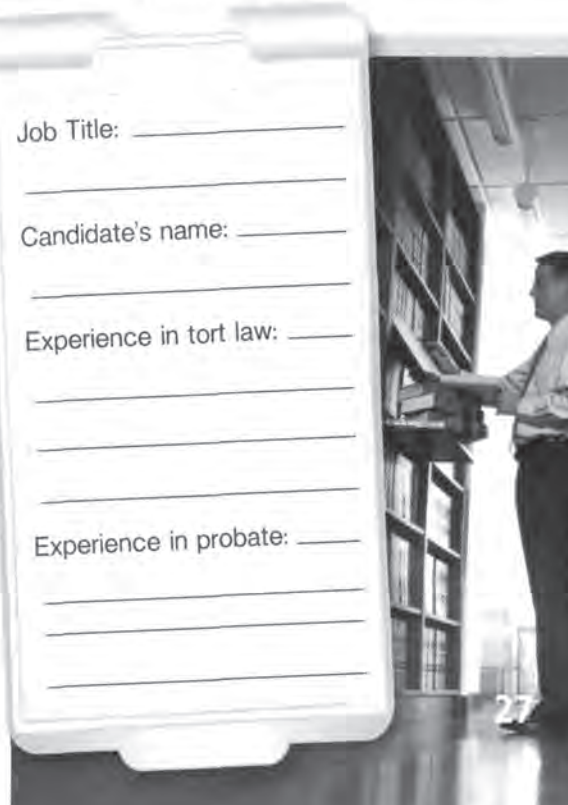 Job Title:
Candidate's name:
Experience in tort law:
Experience in probate:
27